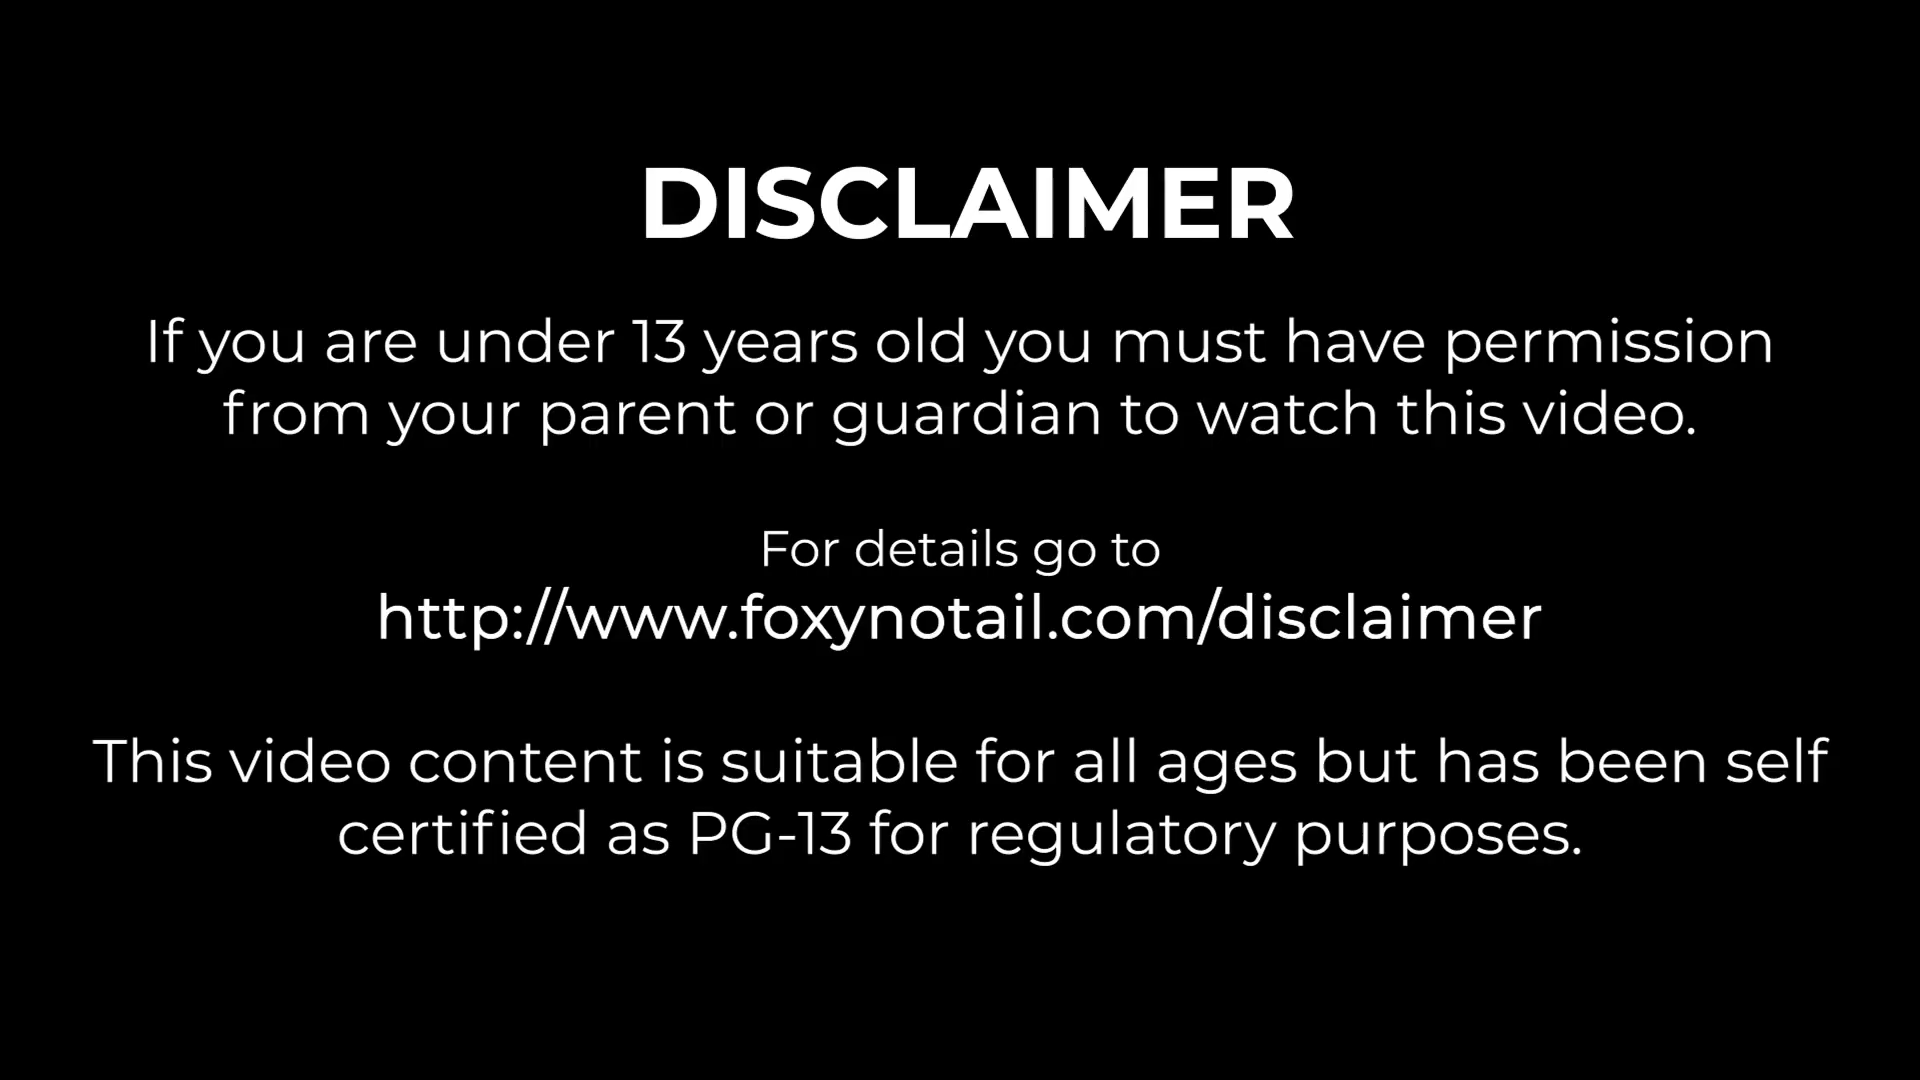 DISCLAIMER
If you are under 13 years old you must have permission
from your parent or guardian to watch this video.
For details go to
http://www.foxynotail.com/disclaimer
This video content is suitable for all ages but has been self
certified as PG-13 for regulatory purposes.